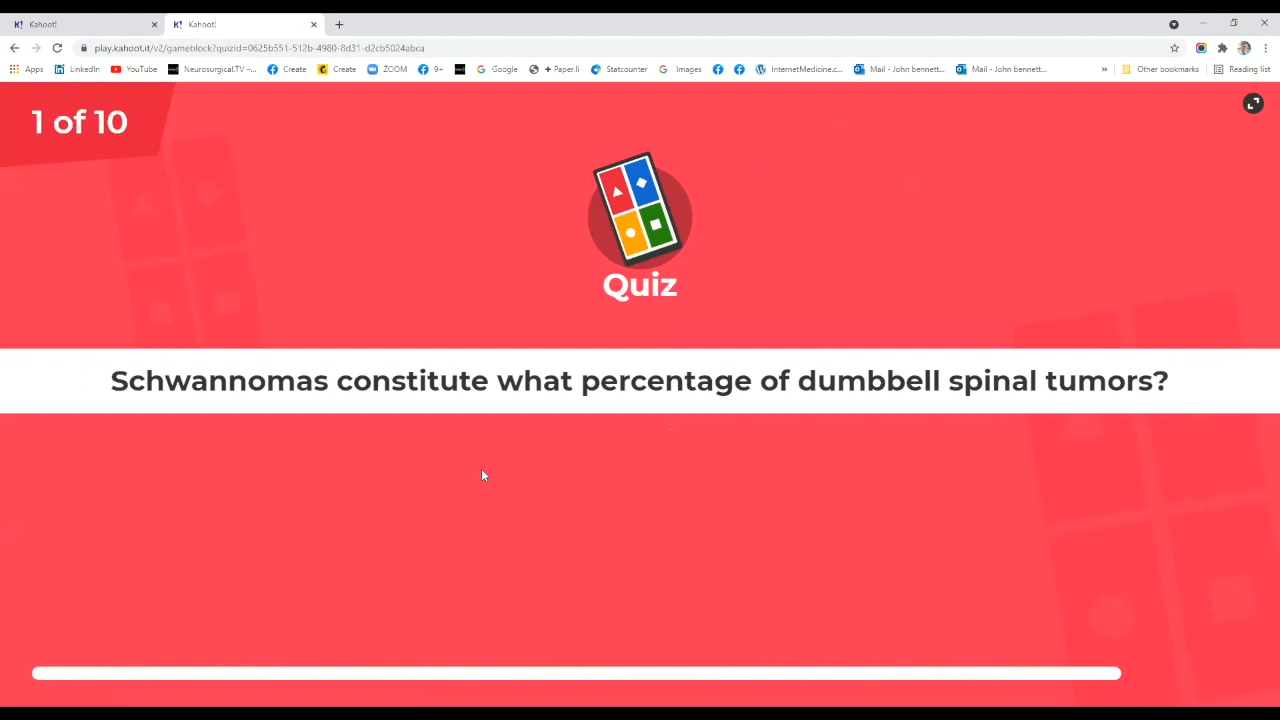 K! Kahoot!
K! Kahoot!
play.kahoot.it/v2/gameblock?quizId=0625b551-512b-4980-8d31-d2cb5024abca
Apps LinkedIn YouTube Neurosurgical.TV –... Create Create ZOOM 9+ Google + Paper.li Statcounter Images InternetMedicine.c... Mail - John bennett... Mail - John bennett... » Other bookmarks Reading list
1 of 10
Quiz
Schwannomas constitute what percentage of dumbbell spinal tumors?